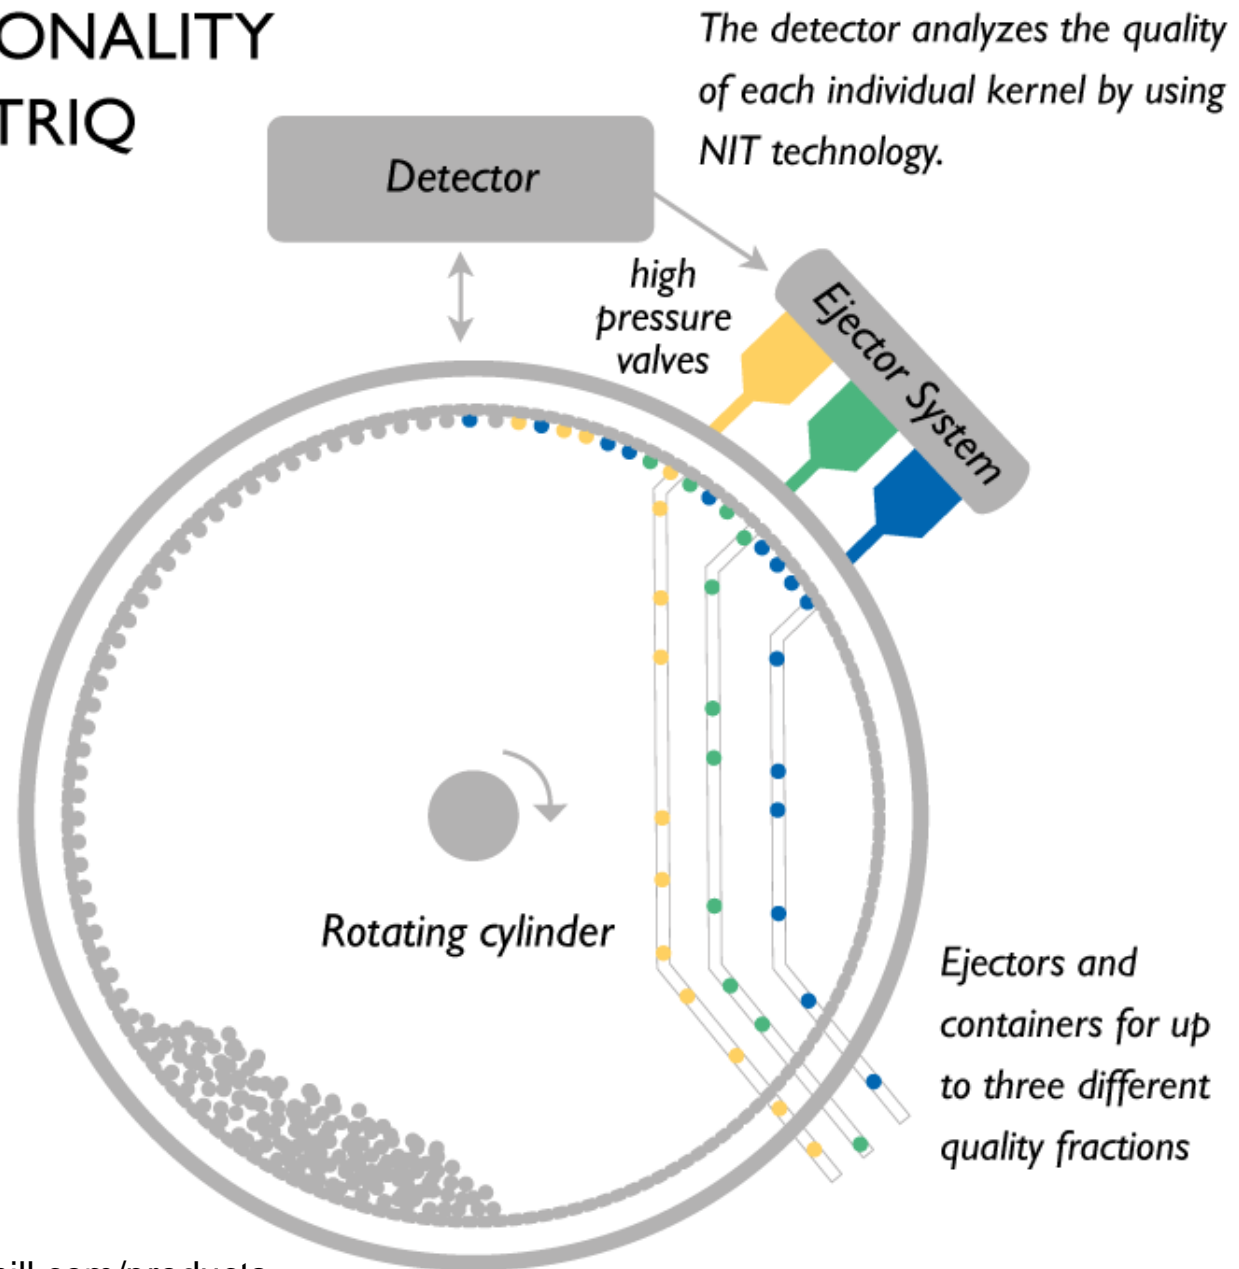 ONALITY
TRIQ
The detector analyzes the quality
of each individual kernel by using
NIT technology.
Detector
high
pressure
valves
Ejector System
Rotating cylinder
Ejectors and
containers for up
to three different
quality fractions